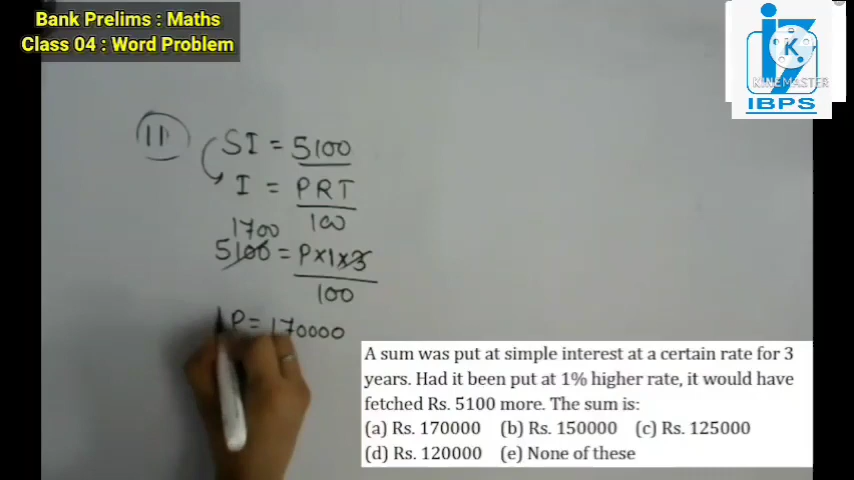 Bank Prelims : Maths
Class 04 : Word Problem
K
KINEMASTER
IBPS
11
SI = 5100
I = PRT
100
1700
5100 = P×1×3
100
P = 170000
A sum was put at simple interest at a certain rate for 3
years. Had it been put at 1% higher rate, it would have
fetched Rs. 5100 more. The sum is:
(a) Rs. 170000 (b) Rs. 150000 (c) Rs. 125000
(d) Rs. 120000 (e) None of these